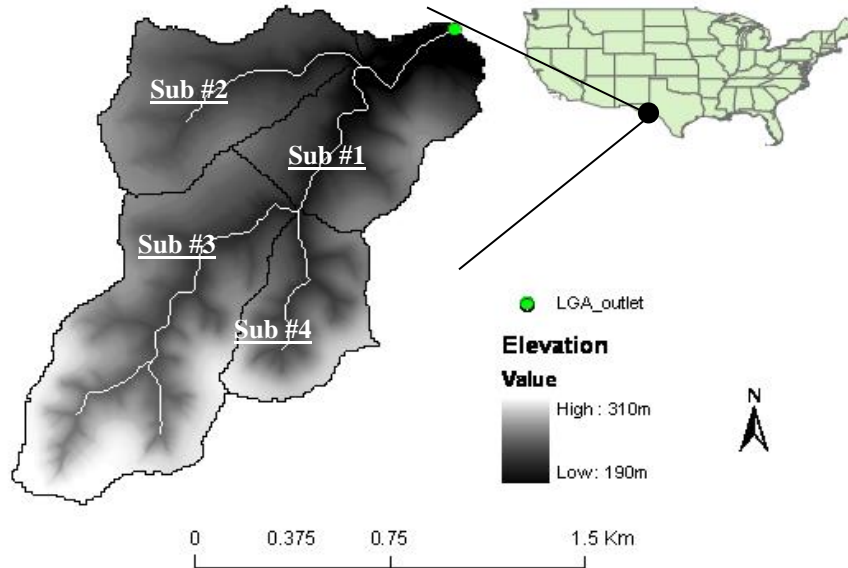 Sub #2
Sub #1
Sub #3
Sub #4
LGA_outlet
Elevation
Value
High : 310m
Low: 190m
N
0 0.375 0.75 1.5 Km